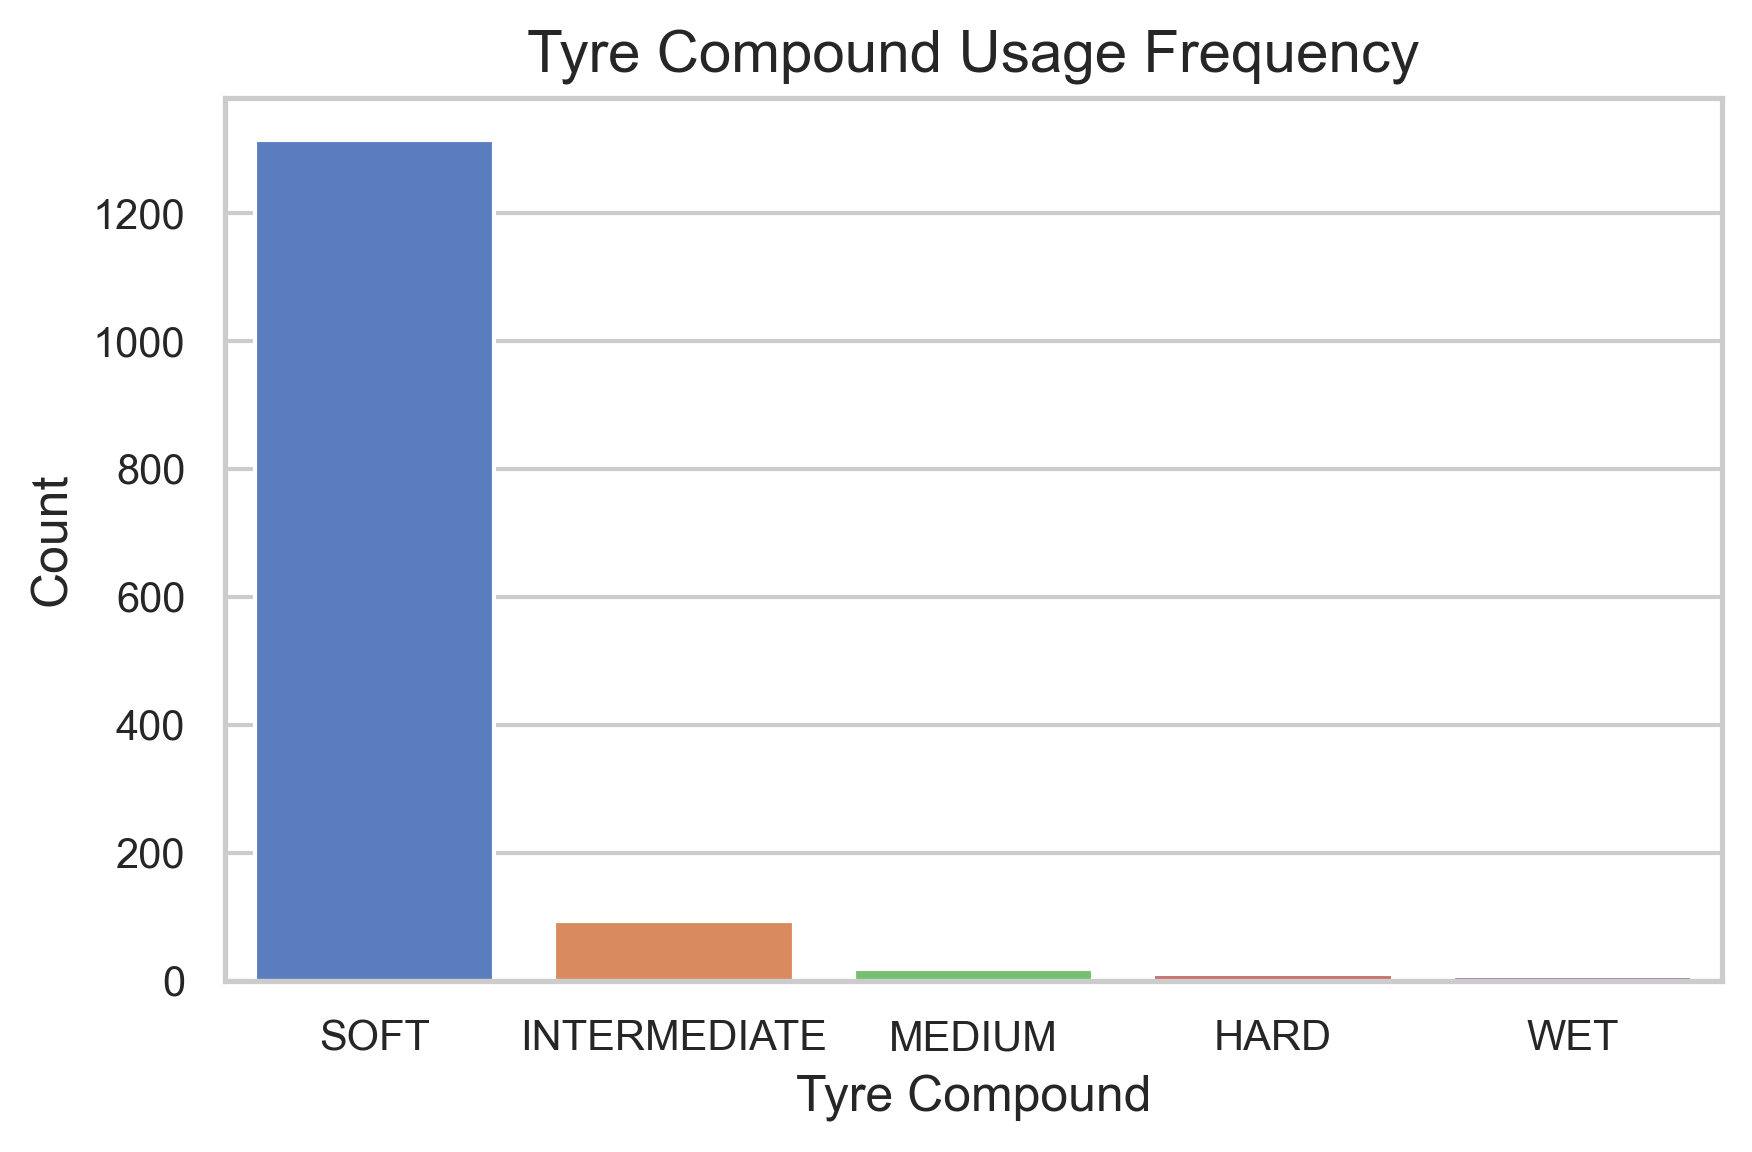 Tyre Compound Usage Frequency
1200
1000
800
600
400
200
0
Count
SOFT INTERMEDIATE MEDIUM HARD WET
Tyre Compound